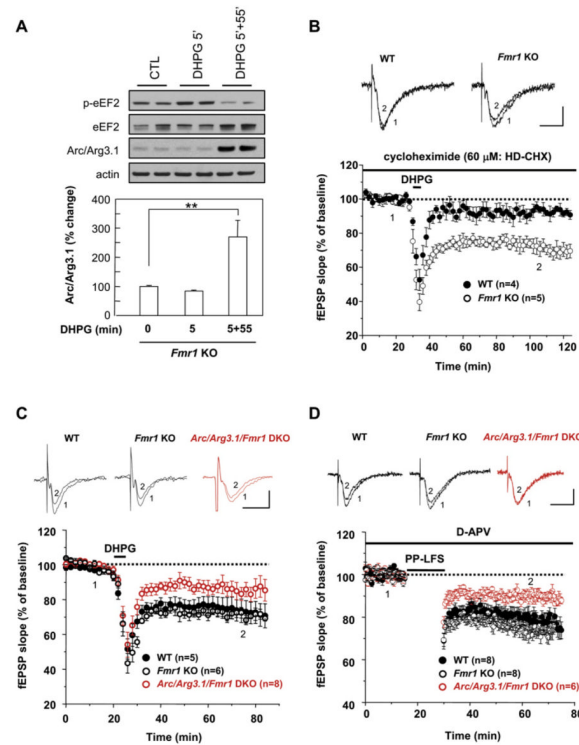 A
CTL
DHPG 5'
DHPG 5'+55'
p-eEF2
eEF2
Arc/Arg3.1
actin
Arc/Arg3.1 (% change)
400
300
200
100
0
**
DHPG (min) 0 5 5+55
Fmr1 KO
B
WT
Fmr1 KO
2
1
2
1
cycloheximide (60 µM: HD-CHX)
DHPG
fEPSP slope (% of baseline)
120
100
80
60
40
20
1
2
WT (n=4)
Fmr1 KO (n=5)
0 20 40 60 80 100 120
Time (min)
C
WT
Fmr1 KO
Arc/Arg3.1/Fmr1 DKO
2
1
2
1
2
1
DHPG
fEPSP slope (% of baseline)
120
100
80
60
40
20
1
2
WT (n=5)
Fmr1 KO (n=6)
Arc/Arg3.1/Fmr1 DKO (n=8)
0 20 40 60 80
Time (min)
D
WT
Fmr1 KO
Arc/Arg3.1/Fmr1 DKO
2
1
2
1
2
1
D-APV
PP-LFS
fEPSP slope (% of baseline)
120
100
80
60
40
1
2
WT (n=8)
Fmr1 KO (n=8)
Arc/Arg3.1/Fmr1 DKO (n=6)
0 20 40 60 80
Time (min)